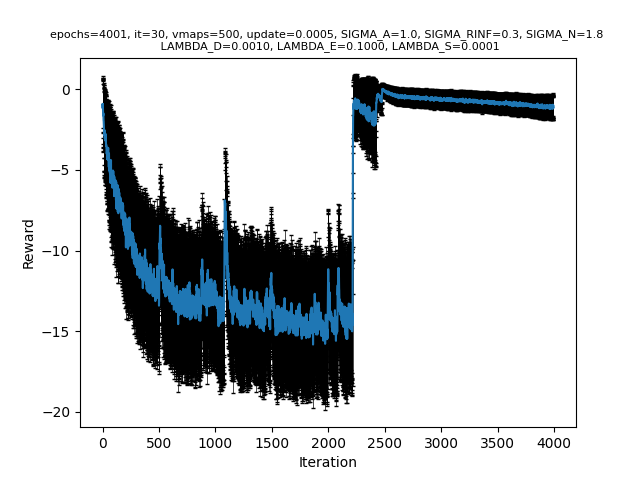 epochs=4001, it=30, vmaps=500, update=0.0005, SIGMA_A=1.0, SIGMA_RINF=0.3, SIGMA_N=1.8
LAMBDA_D=0.0010, LAMBDA_E=0.1000, LAMBDA_S=0.0001
0
−5
−10
−15
−20
Reward
0 500 1000 1500 2000 2500 3000 3500 4000
Iteration